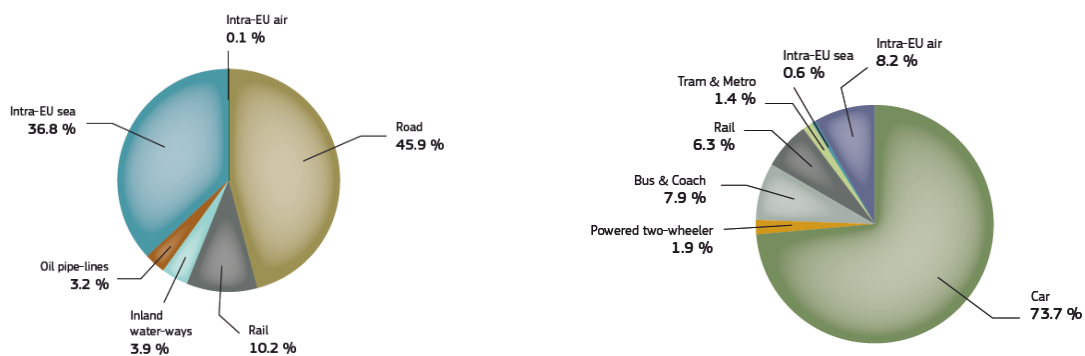 Intra-EU air
0.1 %
Road
45.9 %
Rail
10.2 %
Inland
water-ways
3.9 %
Oil pipe-lines
3.2 %
Intra-EU sea
36.8 %
Intra-EU air
8.2 %
Intra-EU sea
0.6 %
Tram & Metro
1.4 %
Rail
6.3 %
Bus & Coach
7.9 %
Powered two-wheeler
1.9 %
Car
73.7 %